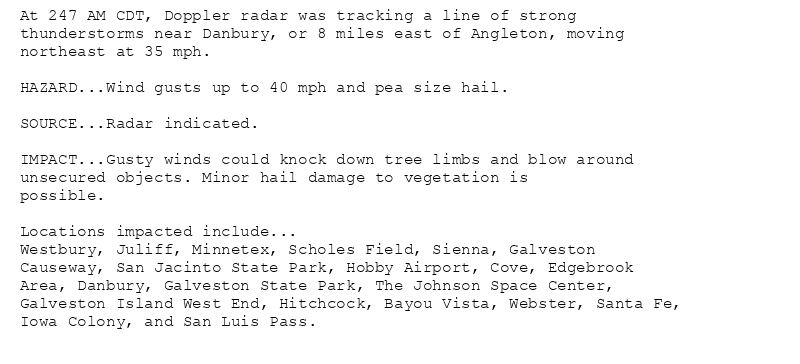 At 247 AM CDT, Doppler radar was tracking a line of strong
thunderstorms near Danbury, or 8 miles east of Angleton, moving
northeast at 35 mph.
HAZARD...Wind gusts up to 40 mph and pea size hail.
SOURCE...Radar indicated.
IMPACT...Gusty winds could knock down tree limbs and blow around
unsecured objects. Minor hail damage to vegetation is
possible.
Locations impacted include...
Westbury, Juliff, Minnetex, Scholes Field, Sienna, Galveston
Causeway, San Jacinto State Park, Hobby Airport, Cove, Edgebrook
Area, Danbury, Galveston State Park, The Johnson Space Center,
Galveston Island West End, Hitchcock, Bayou Vista, Webster, Santa Fe,
Iowa Colony, and San Luis Pass.